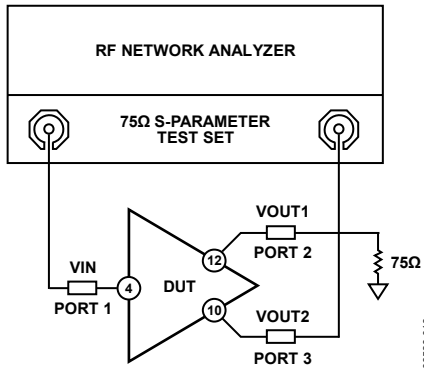 RF NETWORK ANALYZER
75Ω S-PARAMETER
TEST SET
VOUT1
12
PORT 2
75Ω
VIN
4
DUT
PORT 1
10
VOUT2
PORT 3